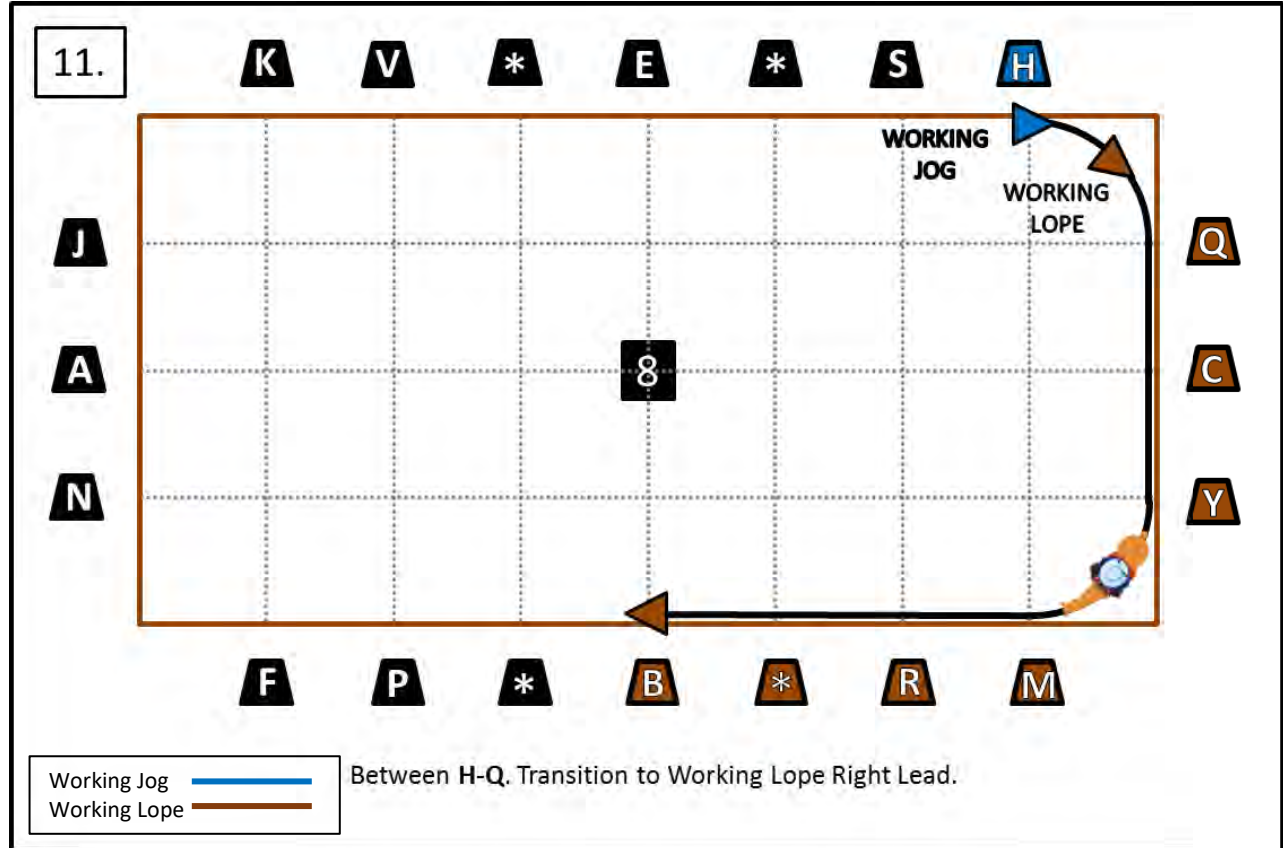 11.
K V * E * S H
WORKING
JOG
WORKING
LOPE
J Q
A 8 C
N Y
F P * B * R M
Between H-Q. Transition to Working Lope Right Lead.
Working Jog
Working Lope